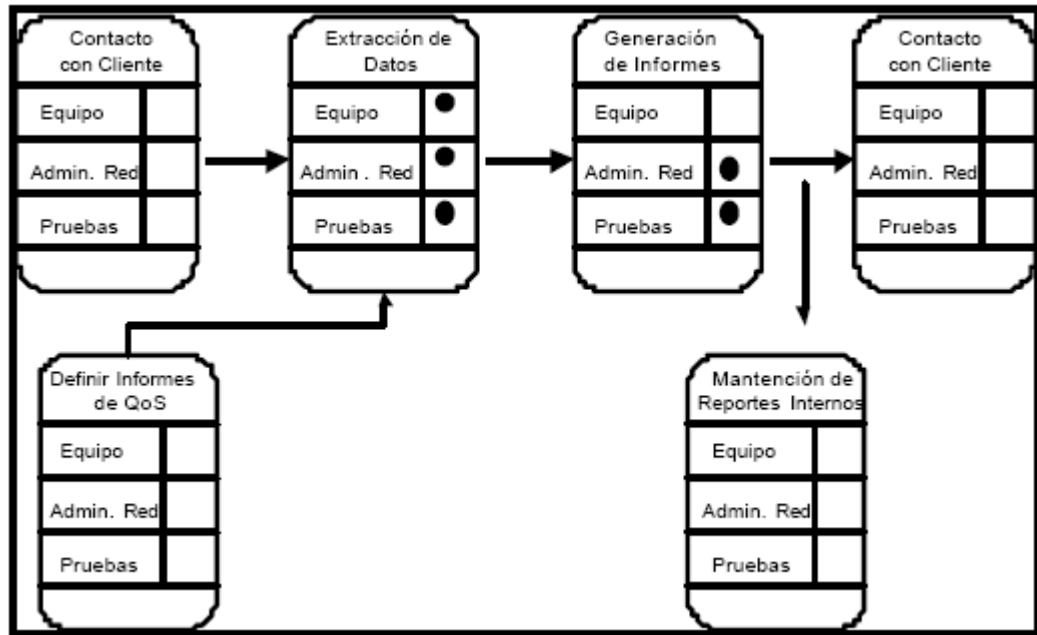 Contacto
con Cliente
Equipo
Admin. Red
Pruebas
Extracción de
Datos
Equipo
Admin . Red
Pruebas
Generación
de Informes
Equipo
Admin. Red
Pruebas
Contacto
con Cliente
Equipo
Admin. Red
Pruebas
Definir Informes
de QoS
Equipo
Admin. Red
Pruebas
Mantención de
Reportes Internos
Equipo
Admin. Red
Pruebas